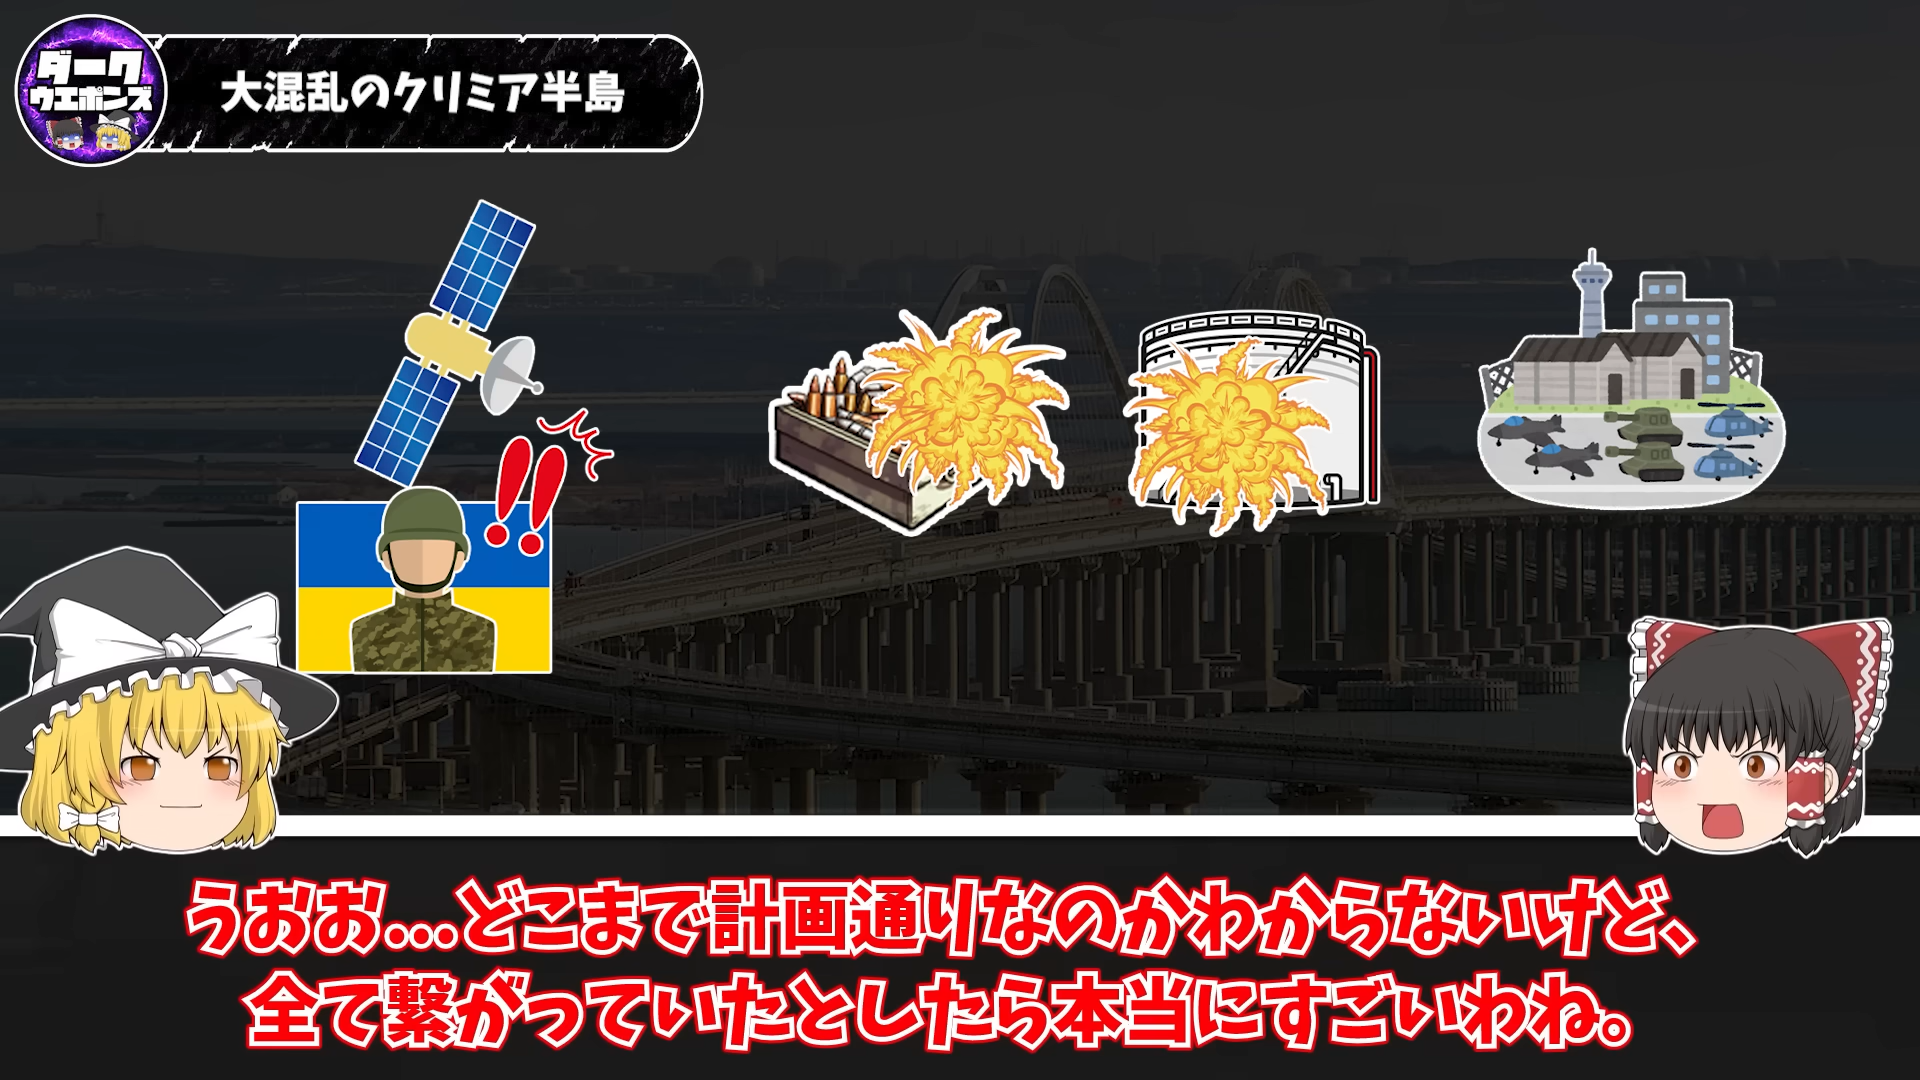 ダーク
ウエポンズ
大混乱のクリミア半島
うおお...どこまで計画通りなのかわからないけど、
全て繋がっていたとしたら本当にすごいわね。